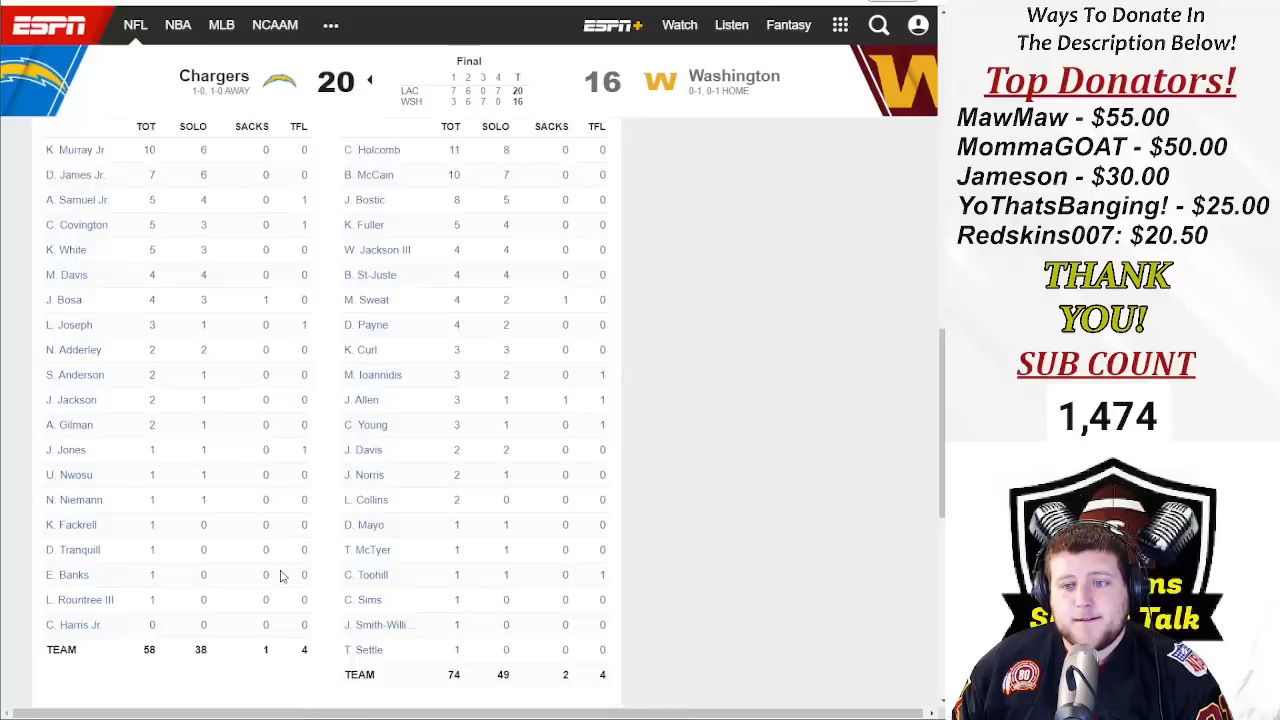 ESPN NFL NBA MLB NCAAM ••• ESPN+ Watch Listen Fantasy
Chargers 20
1-0, 1-0 AWAY
Final
1 2 3 4 T
LAC 7 6 0 7 20
WSH 3 6 7 0 16
16 W Washington
0-1, 0-1 HOME
TOT SOLO SACKS TFL
K. Murray Jr 10 6 0 0
D. James Jr. 7 6 0 0
A. Samuel Jr. 5 4 0 1
C. Covington 5 3 0 1
K. White 5 3 0 0
M. Davis 4 4 0 0
J. Bosa 4 3 1 0
L. Joseph 3 1 0 1
N. Adderley 2 2 0 0
S. Anderson 2 1 0 0
J. Jackson 2 1 0 0
A. Gilman 2 1 0 0
J. Jones 1 1 0 1
U. Nwosu 1 1 0 0
N. Niemann 1 1 0 0
K. Fackrell 1 0 0 0
D. Tranquill 1 0 0 0
E. Banks 1 0 0 0
L. Rountree III 1 0 0 0
C. Harris Jr. 0 0 0 0
TEAM 58 38 1 4
TOT SOLO SACKS TFL
C. Holcomb 11 8 0 0
B. McCain 10 7 0 0
J. Bostic 8 5 0 0
K. Fuller 5 4 0 0
W. Jackson III 4 4 0 0
B. St-Juste 4 4 0 0
M. Sweat 4 2 1 0
D. Payne 4 2 0 0
K. Curl 3 3 0 0
M. Ioannidis 3 2 0 1
J. Allen 3 1 1 1
C. Young 3 1 0 1
J. Davis 2 2 0 0
J. Norris 2 1 0 0
L. Collins 2 0 0 0
D. Mayo 1 1 0 0
T. McTyer 1 1 0 0
C. Toohill 1 1 0 1
C. Sims 1 0 0 0
J. Smith-Willi... 1 0 0 0
T. Settle 1 0 0 0
TEAM 74 49 2 4
Ways To Donate In
The Description Below!
Top Donators!
MawMaw - $55.00
MommaGOAT - $50.00
Jameson - $30.00
YoThatsBanging! - $25.00
Redskins007: $20.50
THANK
YOU!
SUB COUNT
1,474
Talk
80
NFL